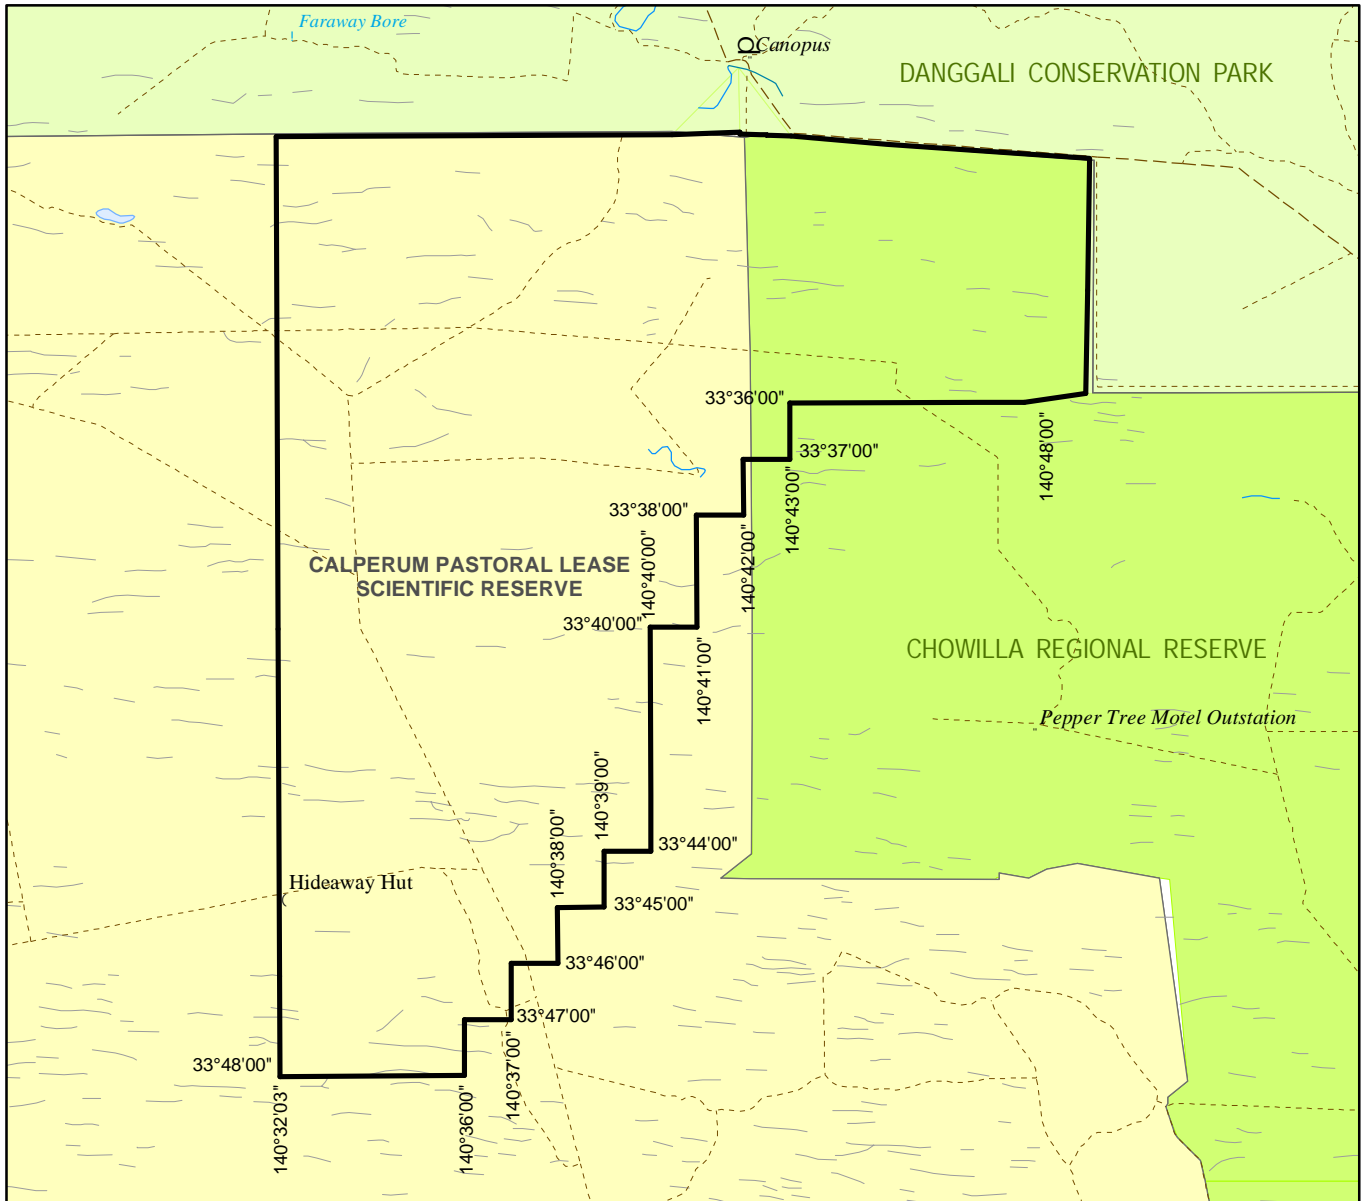 Faraway Bore
Canopus
DANGGALI CONSERVATION PARK
33°36'00"
140°48'00"
33°37'00"
140°43'00"
33°38'00"
140°42'00"
140°40'00"
CALPERUM PASTORAL LEASE
SCIENTIFIC RESERVE
33°40'00"
140°41'00"
CHOWILLA REGIONAL RESERVE
Pepper Tree Motel Outstation
140°39'00"
33°44'00"
140°38'00"
Hideaway Hut
33°45'00"
33°46'00"
33°47'00"
140°37'00"
33°48'00"
140°32'03"
140°36'00"